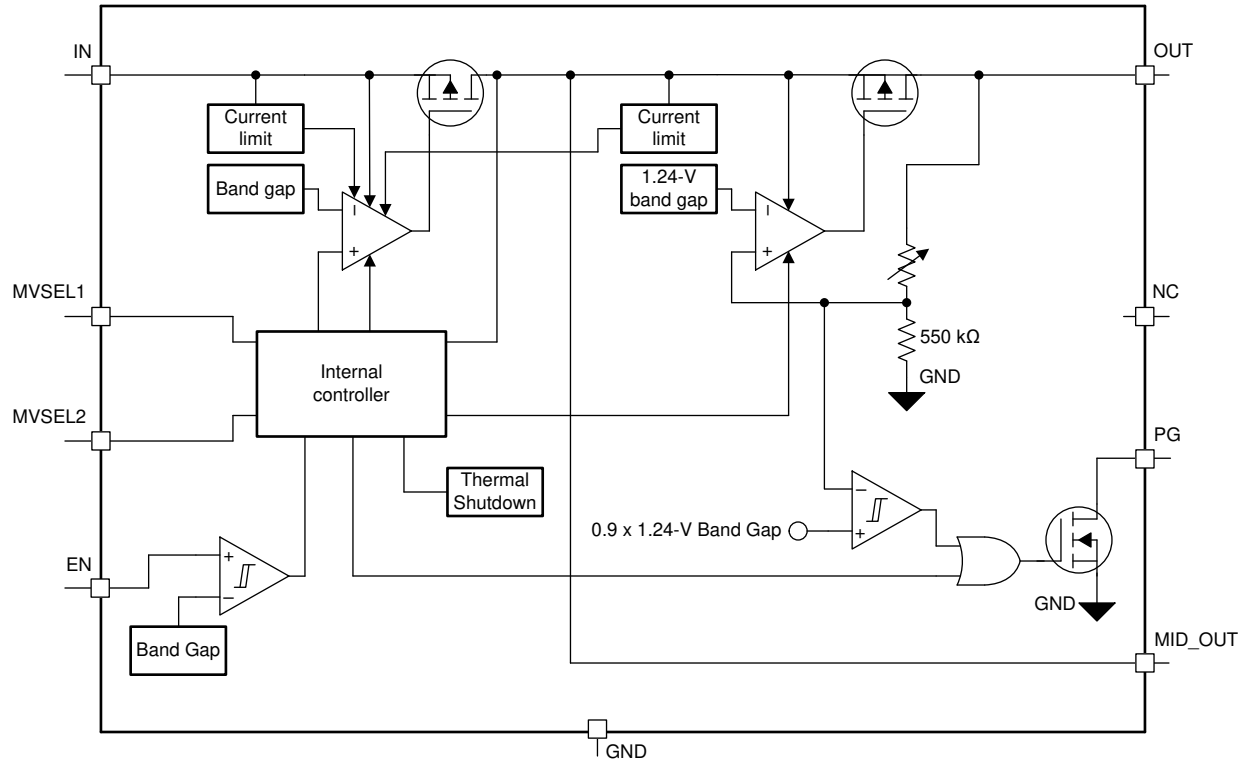 IN
OUT
Current
limit
Current
limit
Band gap
1.24-V
band gap
MVSEL1
NC
550 kΩ
Internal
controller
GND
MVSEL2
PG
Thermal
Shutdown
0.9 x 1.24-V Band Gap
EN
GND
Band Gap
MID_OUT
GND